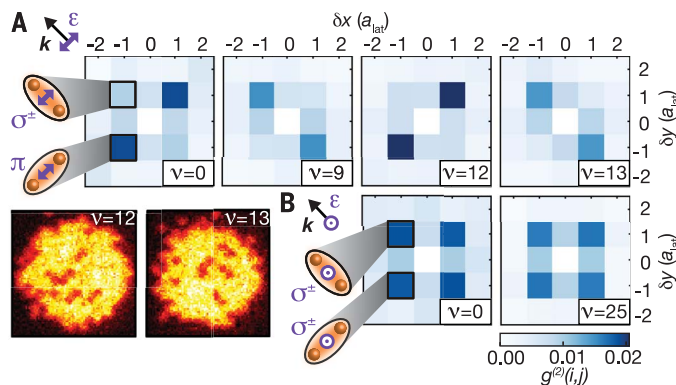 A
k ε
δx (a_lat)
-2 -1 0 1 2 -2 -1 0 1 2 -2 -1 0 1 2 -2 -1 0 1 2
σ±
π
2
1
0
-1
-2
δy (a_lat)
ν=0
ν=9
ν=12
ν=13
ν=12
ν=13
B
k ε
σ±
σ±
2
1
0
-1
-2
δy (a_lat)
ν=0
ν=25
0.00 0.01 0.02
g(2)(i,j)